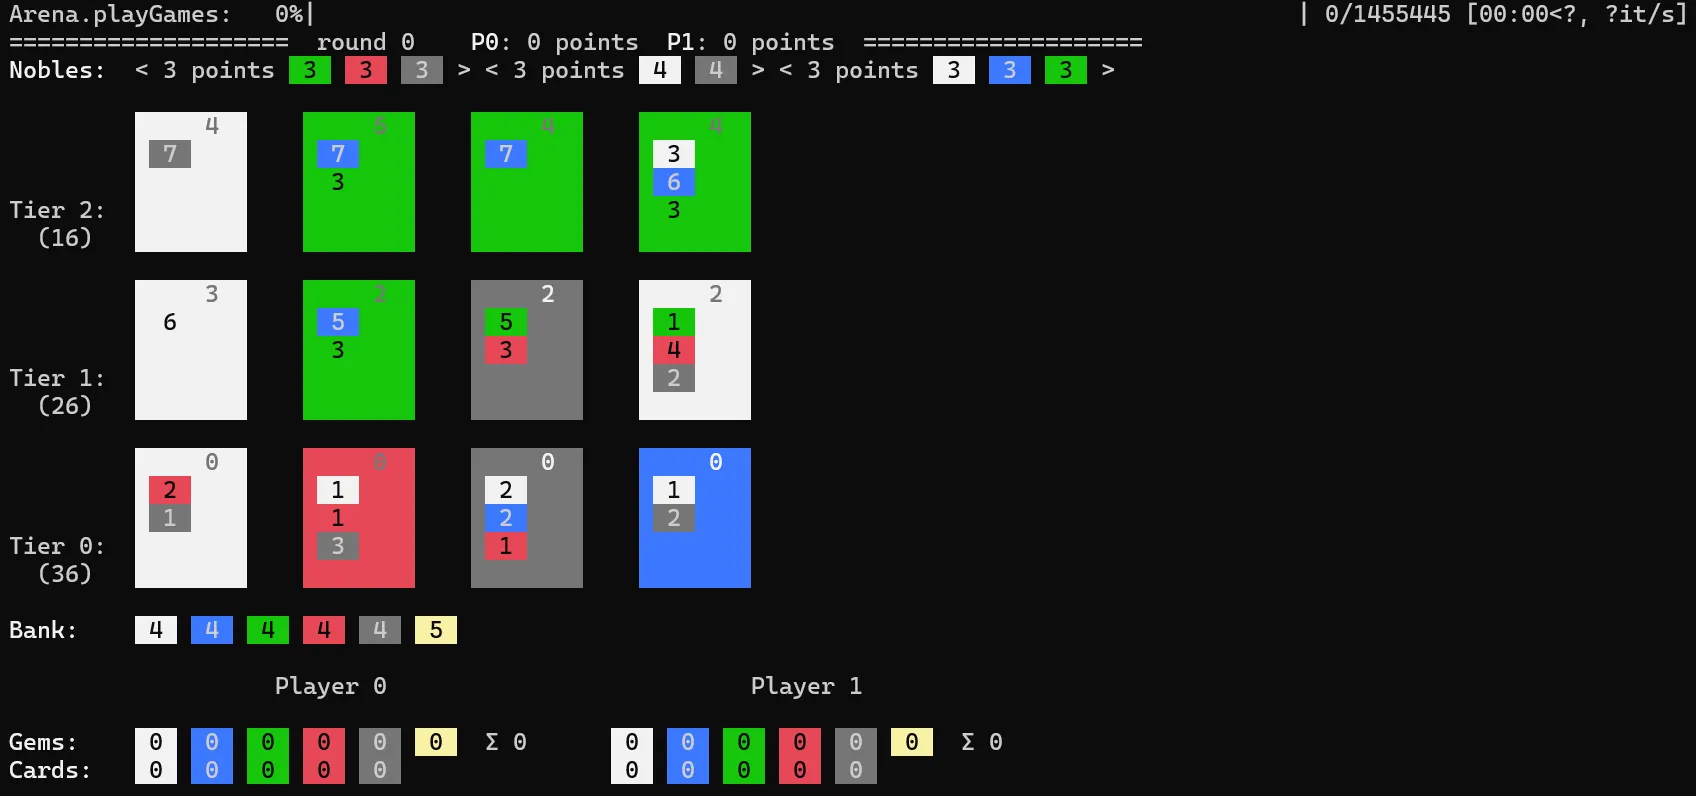 Arena.playGames:   0%|                                                                      | 0/1455445 [00:00<?, ?it/s]
==================== round 0    P0: 0 points  P1: 0 points  ====================
Nobles:  < 3 points 3 3 3 > < 3 points 4 4 > < 3 points 3 3 3 >
4 5 4 4
7 7 7 3
3 6
Tier 2: 3
(16)
3 2 2 2
6 5 5 1
3 3 4
Tier 1: 2
(26)
0 0 0 0
2 1 2 1
1 1 2 2
Tier 0: 3 1
(36)
Bank: 4 4 4 4 4 5
Player 0 Player 1
Gems: 0 0 0 0 0 0 Σ 0 0 0 0 0 0 0 Σ 0
Cards: 0 0 0 0 0 0 0 0 0 0